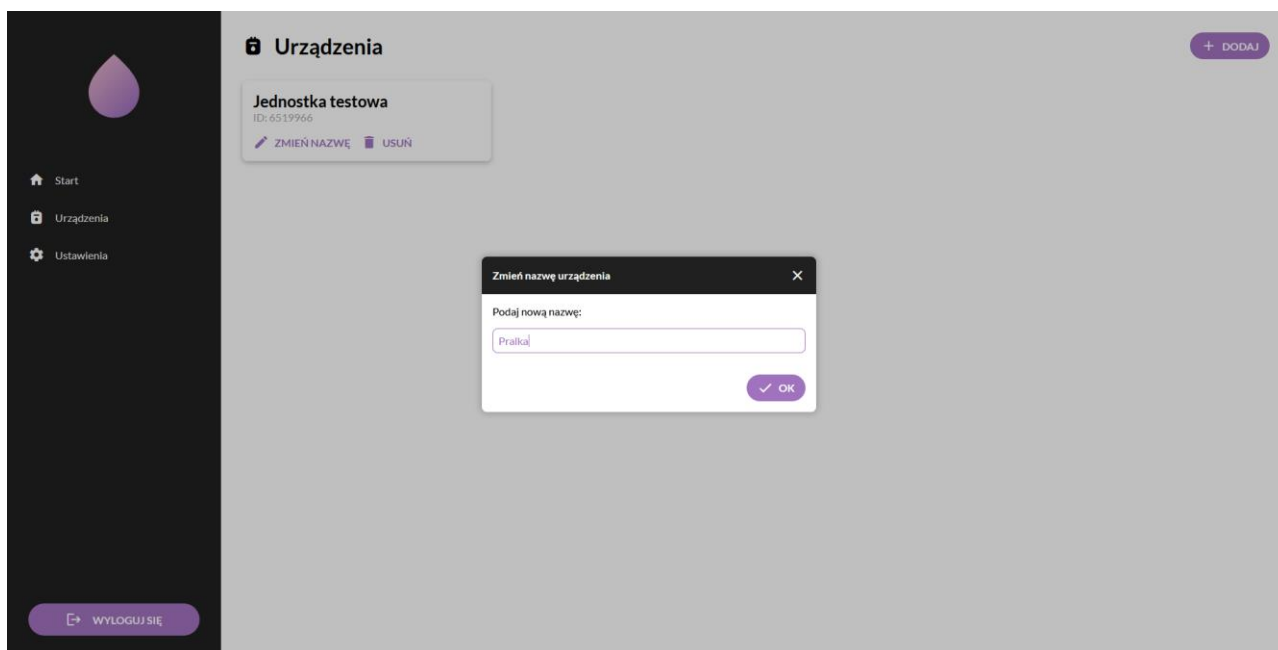 Urządzenia
+ DODAJ
Jednostka testowa
ID: 6519966
ZMIEŃ NAZWĘ USUŃ
Start
Urządzenia
Ustawienia
Zmień nazwę urządzenia
Podaj nową nazwę:
Pralka
OK
WYLOGUJ SIĘ